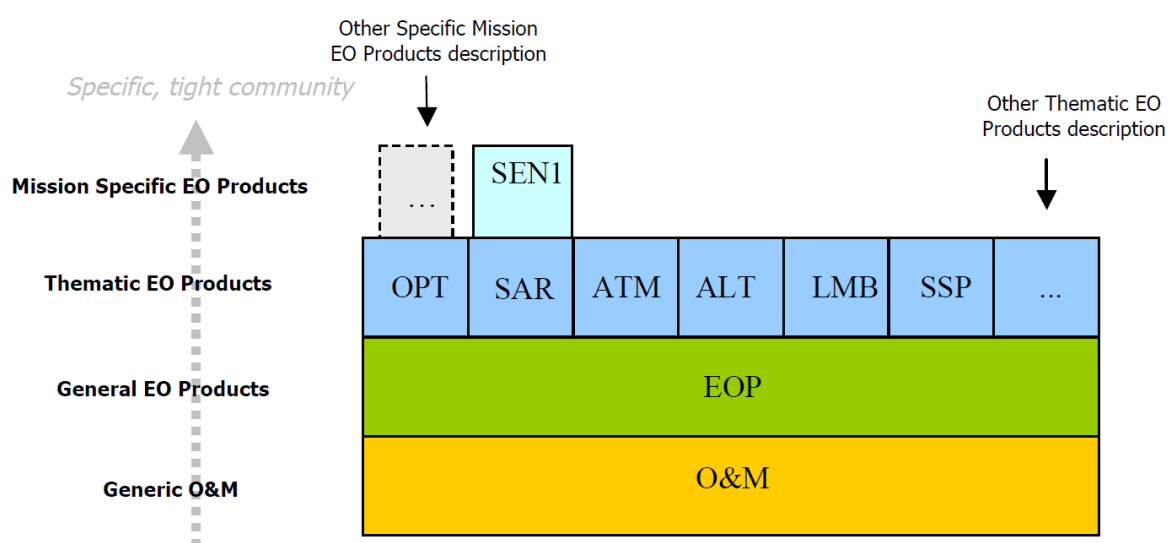 Other Specific Mission
EO Products description
Specific, tight community
Other Thematic EO
Products description
Mission Specific EO Products
...
SEN1
Thematic EO Products
OPT
SAR
ATM
ALT
LMB
SSP
...
General EO Products
EOP
Generic O&M
O&M